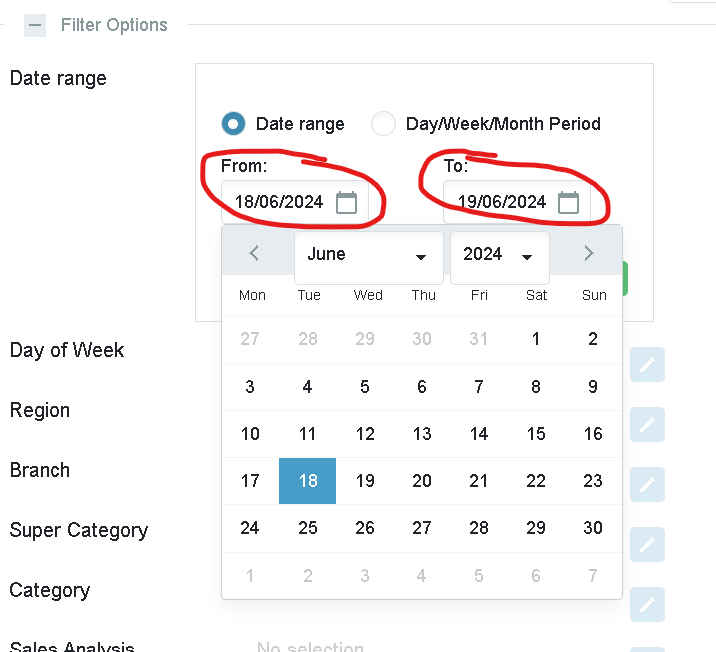 Filter Options
Date range
Date range Day/Week/Month Period
From: To:
18/06/2024 19/06/2024
June 2024
Mon Tue Wed Thu Fri Sat Sun
27 28 29 30 31 1 2
3 4 5 6 7 8 9
10 11 12 13 14 15 16
17 18 19 20 21 22 23
24 25 26 27 28 29 30
1 2 3 4 5 6 7
Day of Week
Region
Branch
Super Category
Category
Sales Analysis No selection